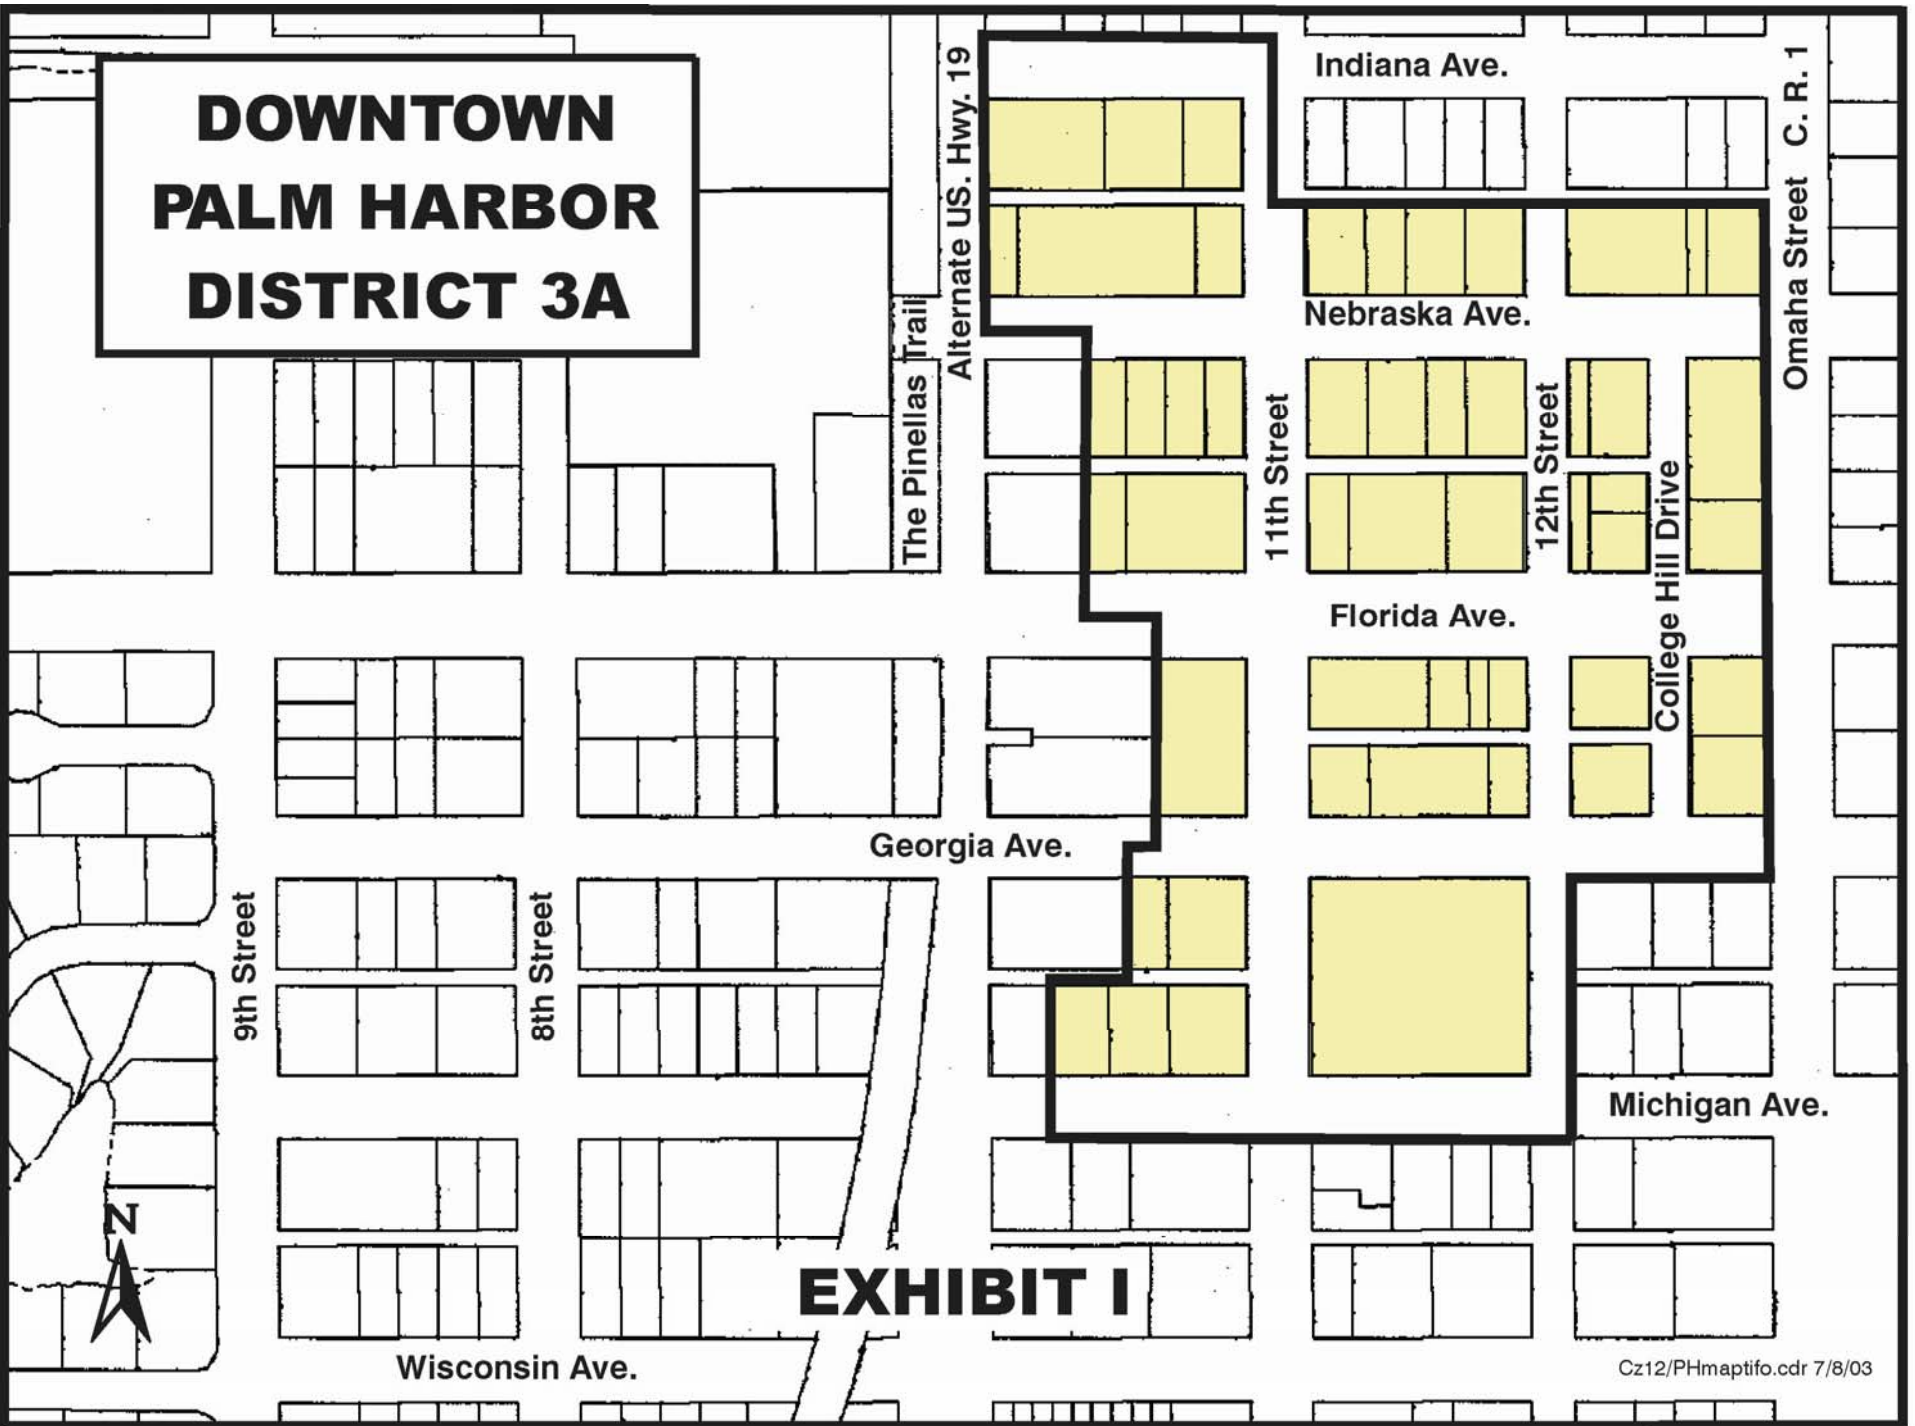 DOWNTOWN
PALM HARBOR
DISTRICT 3A
Indiana Ave.
Alternate US. Hwy. 19
Omaha Street C. R. 1
Nebraska Ave.
The Pinellas Trail
11th Street
12th Street
College Hill Drive
Florida Ave.
Georgia Ave.
9th Street
8th Street
Michigan Ave.
N
EXHIBIT I
Wisconsin Ave.
Cz12/PHmaptifo.cdr 7/8/03